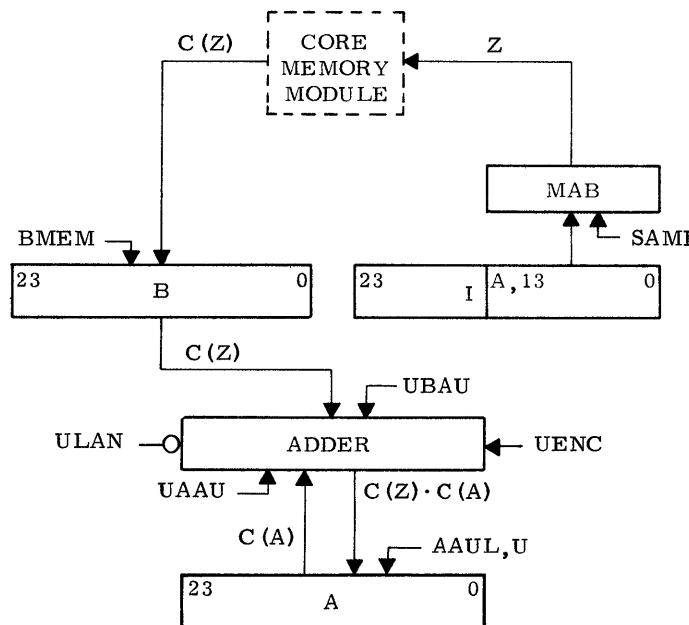 C(Z)
CORE
MEMORY
MODULE
Z
MAB
BMEM
SAMI
23 B 0
23 I A,13 0
C(Z)
UBAU
ULAN
ADDER
UENC
UAAU
C(Z)·C(A)
C(A)
AAUL,U
23 A 0